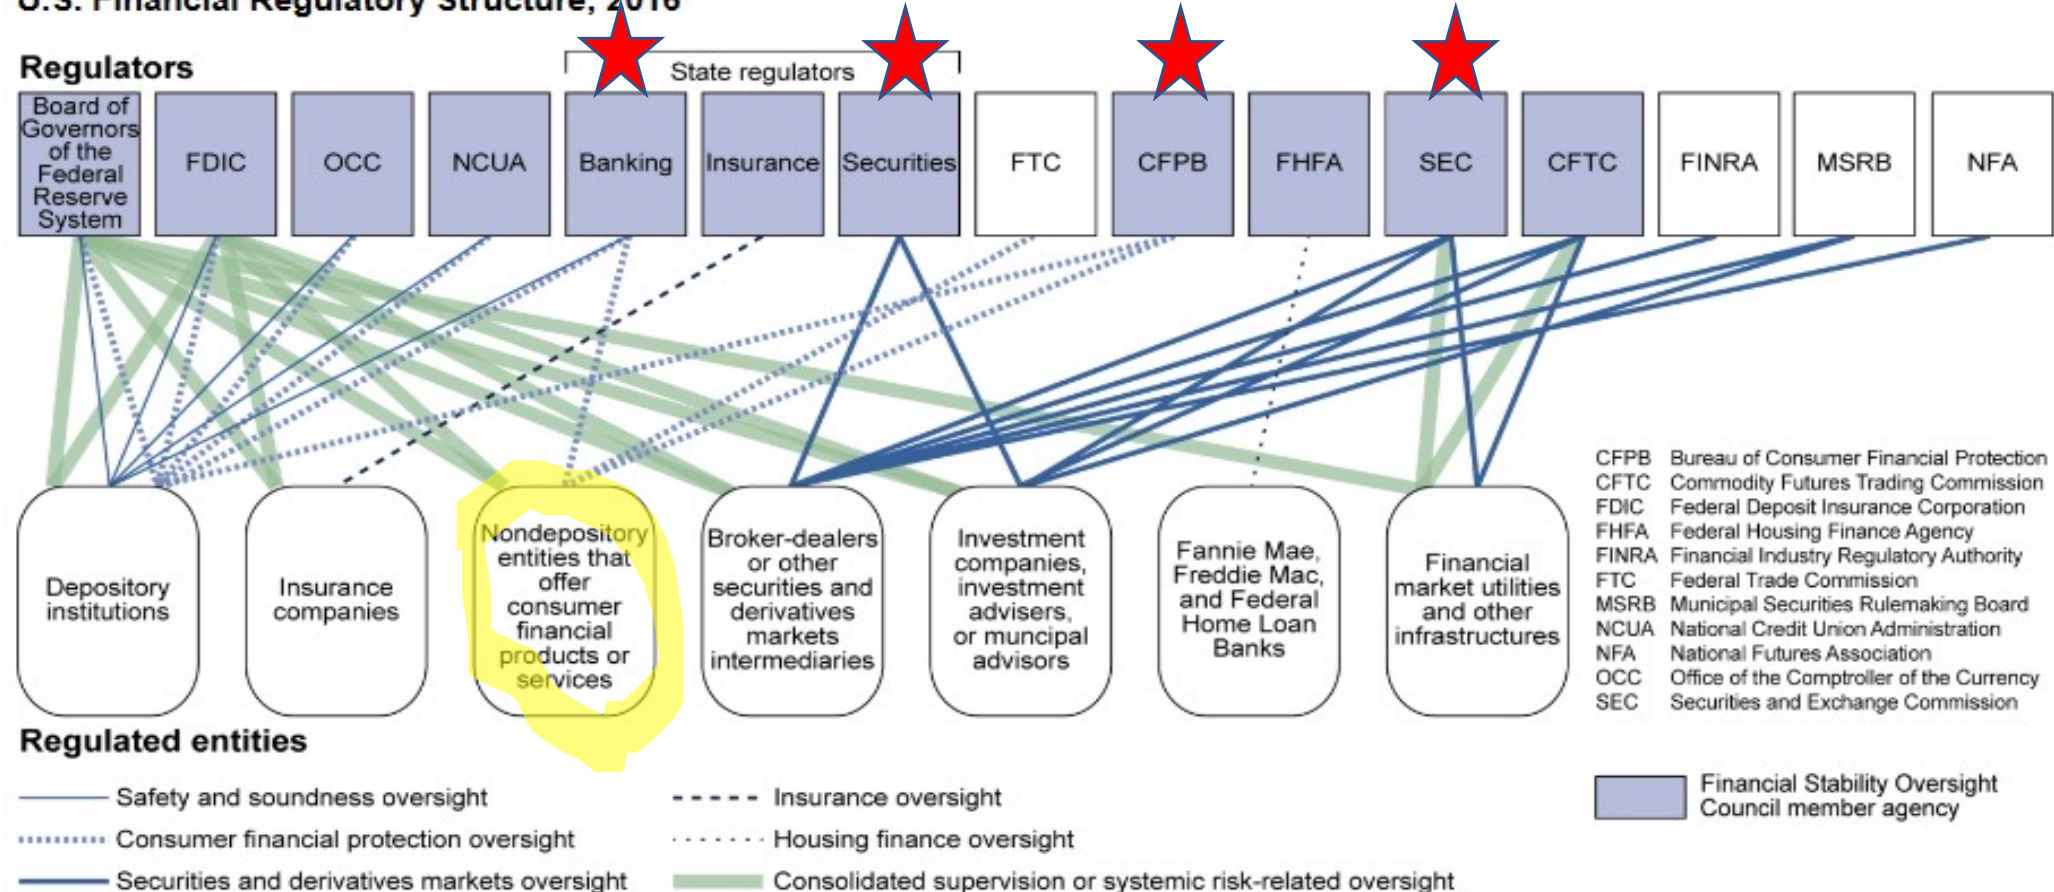 U.S. Financial Regulatory Structure, 2016
Regulators
State regulators
Board of
Governors
of the
Federal
Reserve
System
FDIC
OCC
NCUA
Banking
Insurance
Securities
FTC
CFPB
FHFA
SEC
CFTC
FINRA
MSRB
NFA
Depository
institutions
Insurance
companies
Nondepository
entities that
offer
consumer
financial
products or
services
Broker-dealers
or other
securities and
derivatives
markets
intermediaries
Investment
companies,
investment
advisers,
or muncipal
advisors
Fannie Mae,
Freddie Mac,
and Federal
Home Loan
Banks
Financial
market utilities
and other
infrastructures
CFPB Bureau of Consumer Financial Protection
CFTC Commodity Futures Trading Commission
FDIC Federal Deposit Insurance Corporation
FHFA Federal Housing Finance Agency
FINRA Financial Industry Regulatory Authority
FTC Federal Trade Commission
MSRB Municipal Securities Rulemaking Board
NCUA National Credit Union Administration
NFA National Futures Association
OCC Office of the Comptroller of the Currency
SEC Securities and Exchange Commission
Regulated entities
Safety and soundness oversight
Consumer financial protection oversight
Securities and derivatives markets oversight
Insurance oversight
Housing finance oversight
Consolidated supervision or systemic risk-related oversight
Financial Stability Oversight
Council member agency